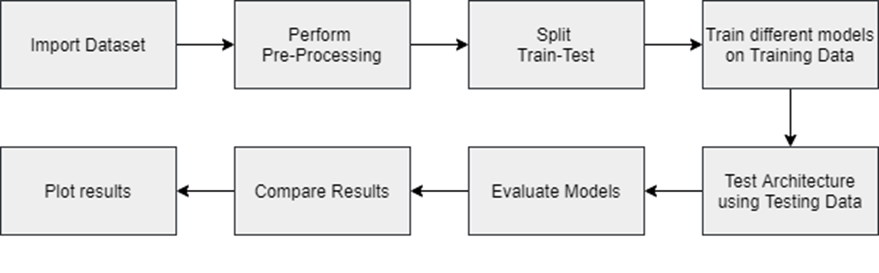 Import Dataset
Perform
Pre-Processing
Split
Train-Test
Train different models
on Training Data
Test Architecture
using Testing Data
Evaluate Models
Compare Results
Plot results